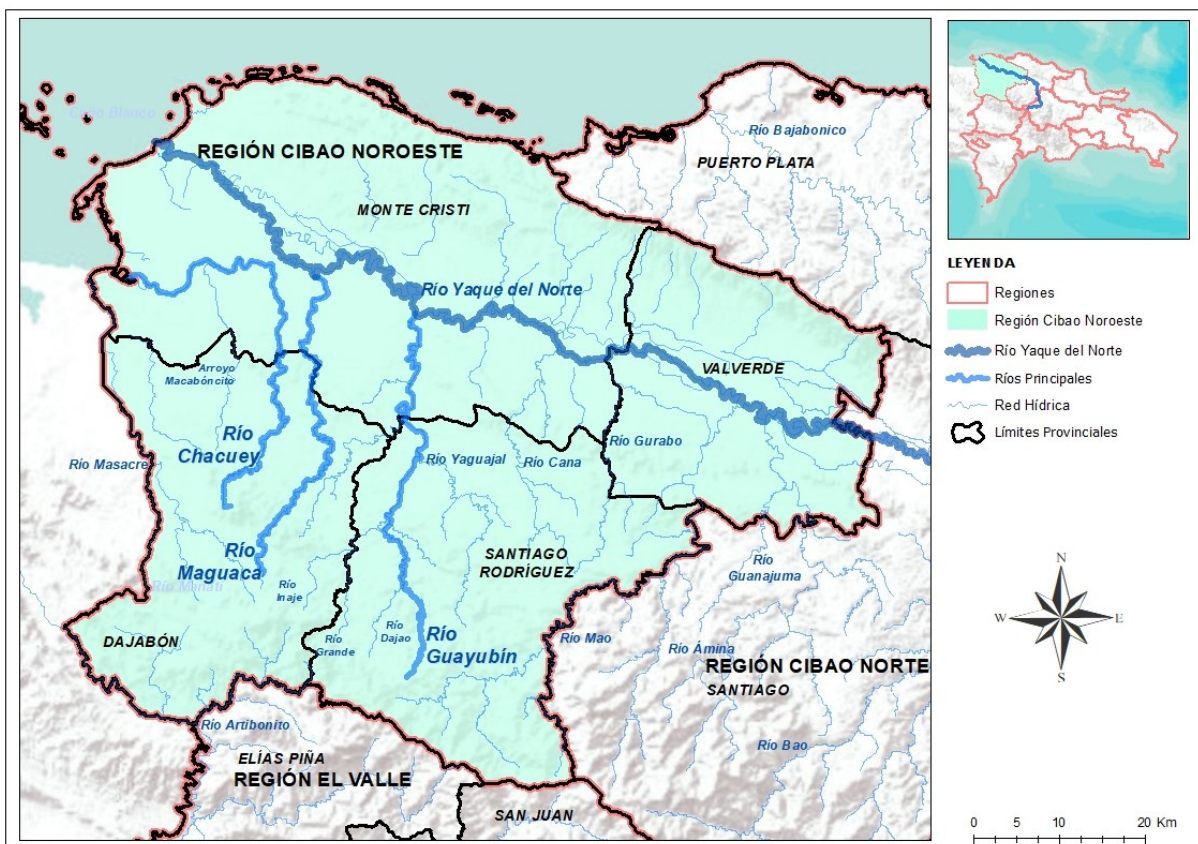 Caño Blanco
REGIÓN CIBAO NOROESTE
MONTE CRISTI
Río Bajabonico
PUERTO PLATA
Río Yaque del Norte
VALVERDE
Arroyo
Macabóncito
Río
Chacuey
Río Masacre
Río Yaguajal
Río Cana
Río Gurabo
Río
Maguaca
Río Manatí
Río
Inaje
SANTIAGO
RODRÍGUEZ
Río
Guanajuma
DAJABÓN
Río
Grande
Río
Dajao
Río
Guayubín
Río Mao
Río Ámina
REGIÓN CIBAO NORTE
SANTIAGO
Río Artibonito
ELÍAS PIÑA
REGIÓN EL VALLE
Río Bao
SAN JUAN
LEYENDA
Regiones
Región Cibao Noroeste
Río Yaque del Norte
Ríos Principales
Red Hídrica
Límites Provinciales
N
W
E
S
0 5 10 20 Km